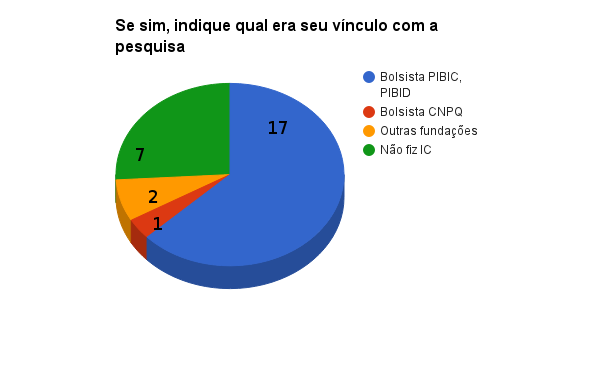 Se sim, indique qual era seu vínculo com a
pesquisa
Bolsista PIBIC,
PIBID
Bolsista CNPQ
Outras fundações
Não fiz IC
17
7
2
1